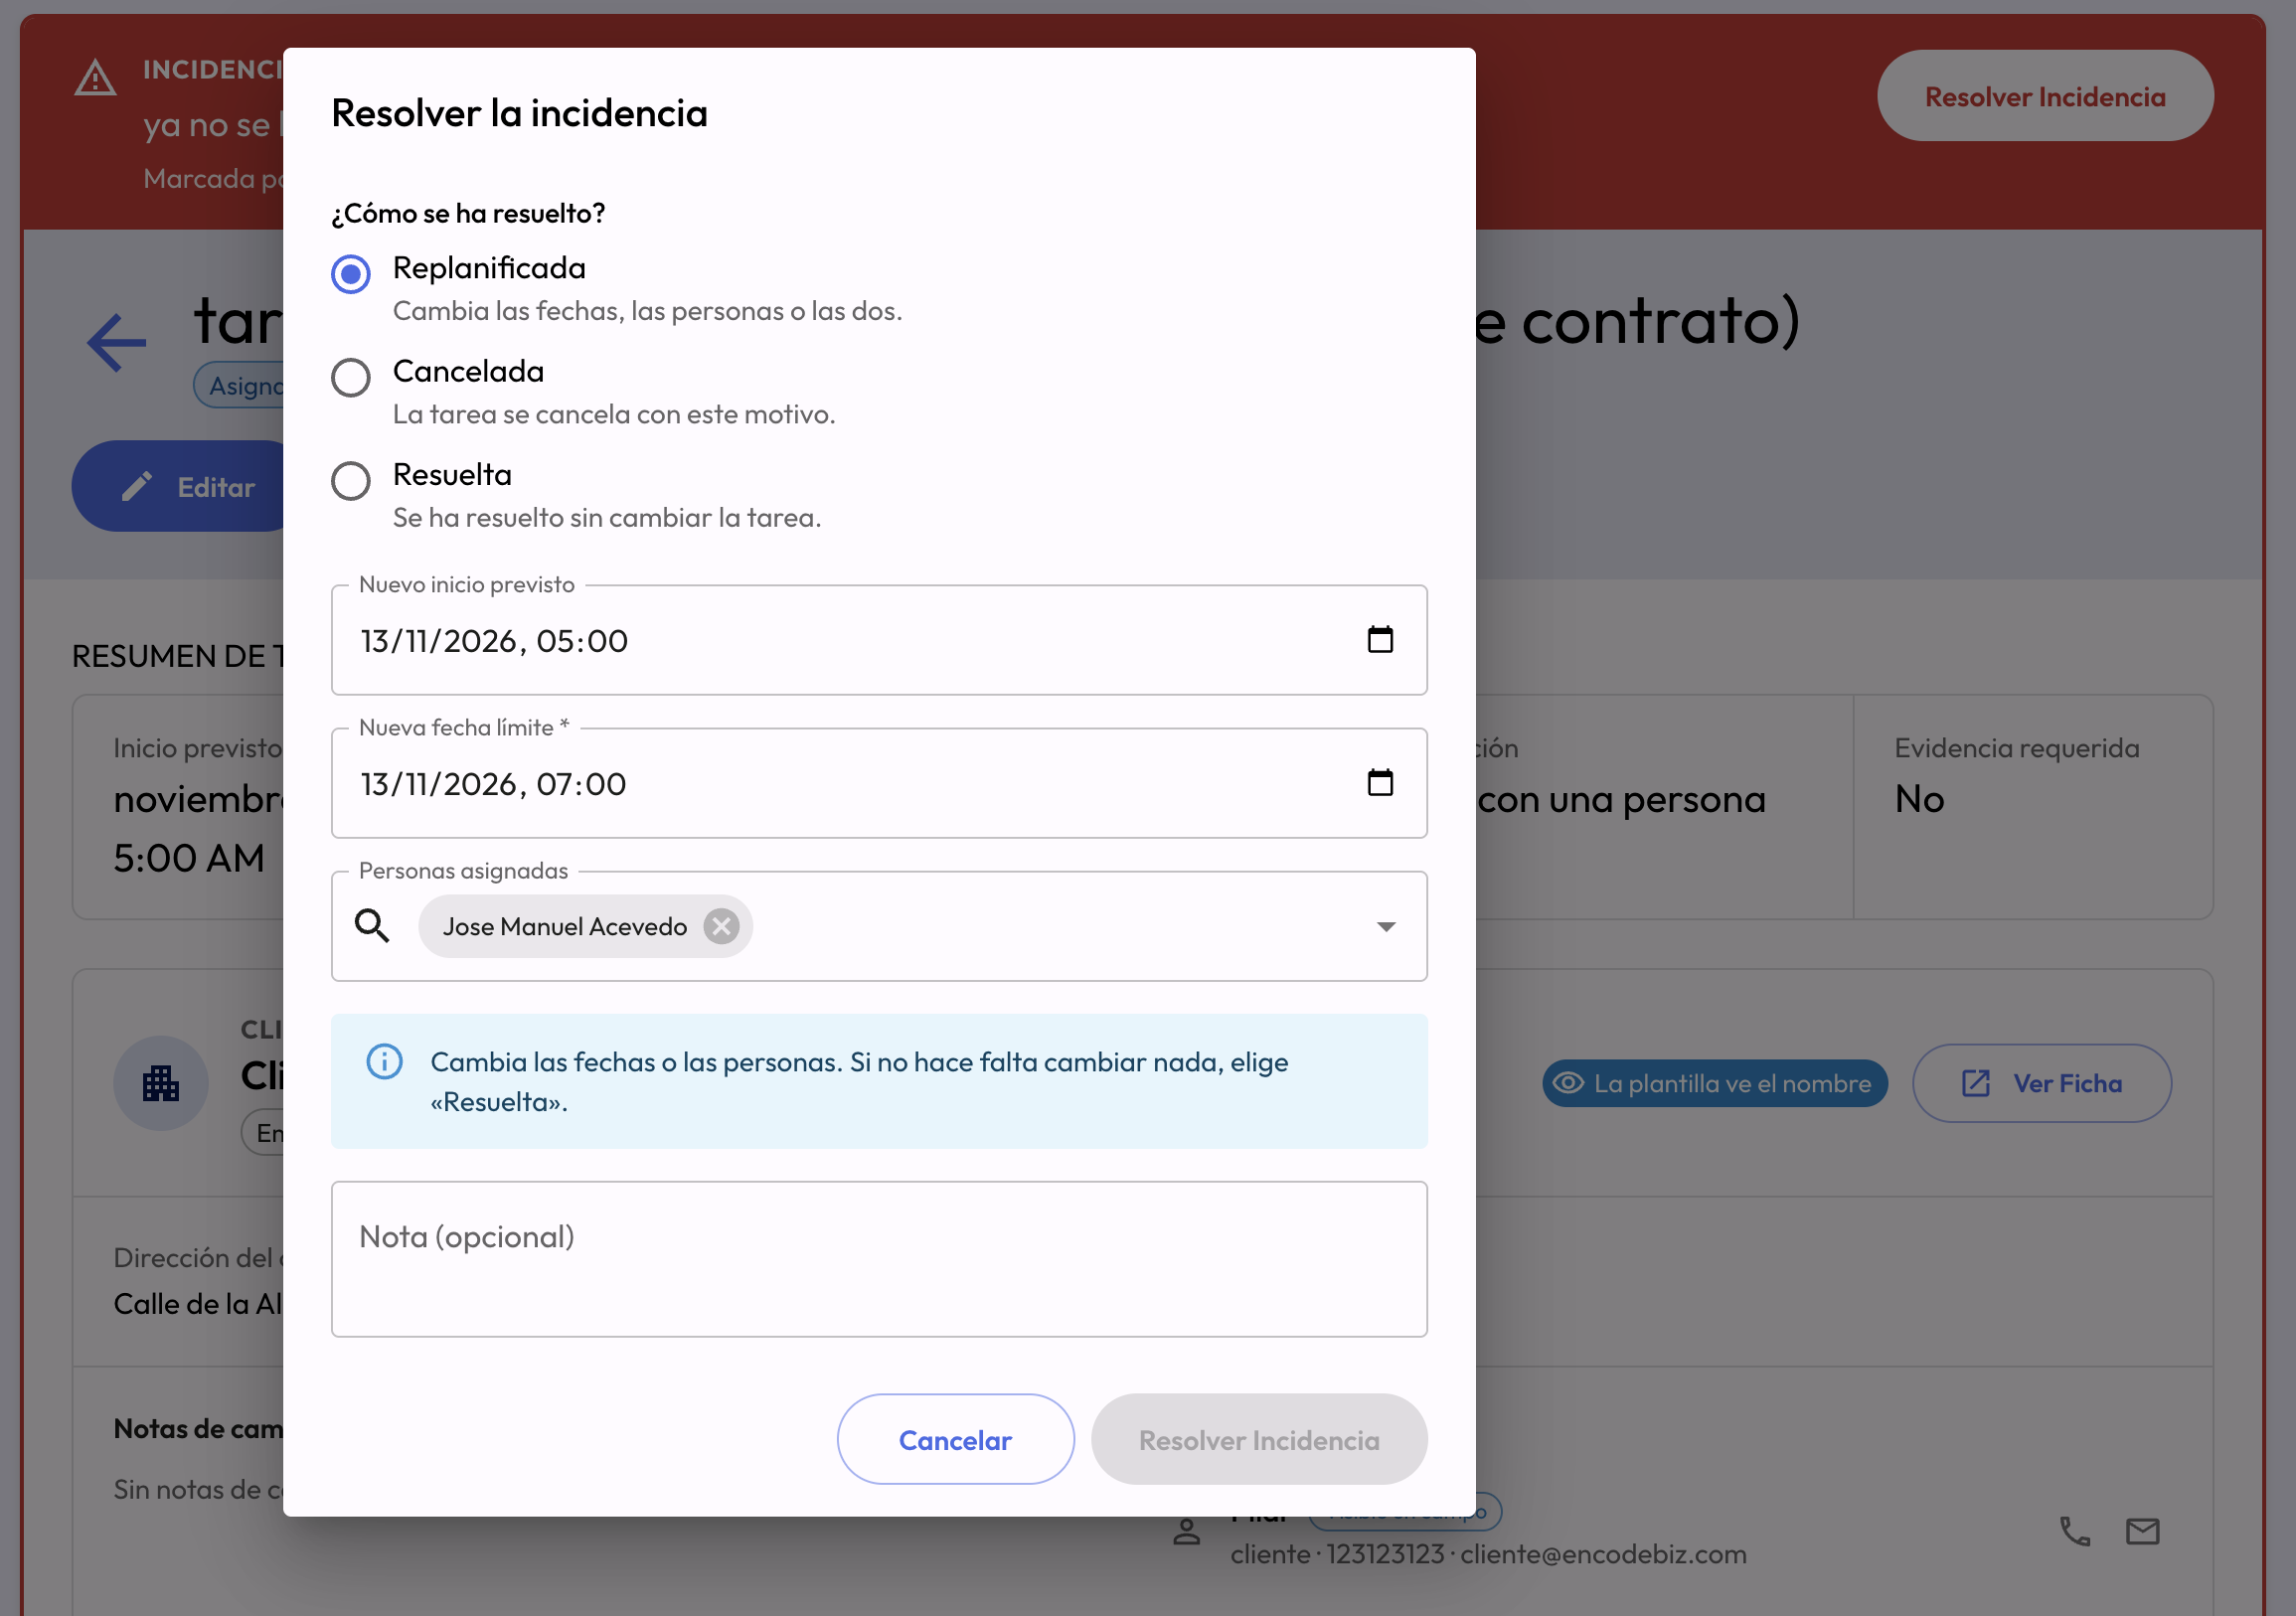 INCIDENCI
ya no se
Marcada po
Resolver Incidencia
Resolver la incidencia
¿Cómo se ha resuelto?
Replanificada
Cambia las fechas, las personas o las dos.
Cancelada
La tarea se cancela con este motivo.
Resuelta
Se ha resuelto sin cambiar la tarea.
tar
e contrato)
Asigna
Editar
Nuevo inicio previsto
13/11/2026, 05:00
Nueva fecha límite *
13/11/2026, 07:00
Personas asignadas
Jose Manuel Acevedo
Cambia las fechas o las personas. Si no hace falta cambiar nada, elige
«Resuelta».
Nota (opcional)
Cancelar
Resolver Incidencia
RESUMEN DE T
Inicio previsto
noviembre
5:00 AM
ción
con una persona
Evidencia requerida
No
CLI
Cli
En
La plantilla ve el nombre
Ver Ficha
Dirección del
Calle de la Al
Notas de cam
Sin notas de c
cliente · 123123123 · cliente@encodebiz.com